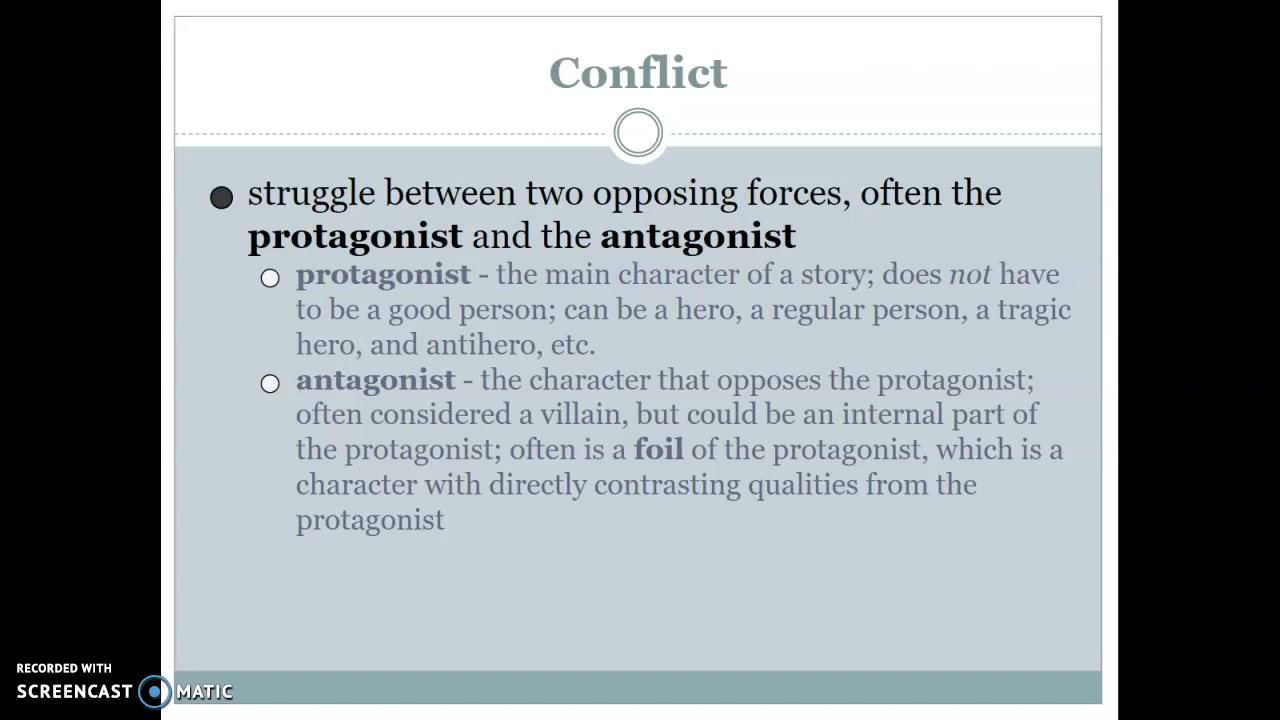 Conflict
struggle between two opposing forces, often the
protagonist and the antagonist
protagonist - the main character of a story; does not have
to be a good person; can be a hero, a regular person, a tragic
hero, and antihero, etc.
antagonist - the character that opposes the protagonist;
often considered a villain, but could be an internal part of
the protagonist; often is a foil of the protagonist, which is a
character with directly contrasting qualities from the
protagonist
RECORDED WITH
SCREENCAST MATIC